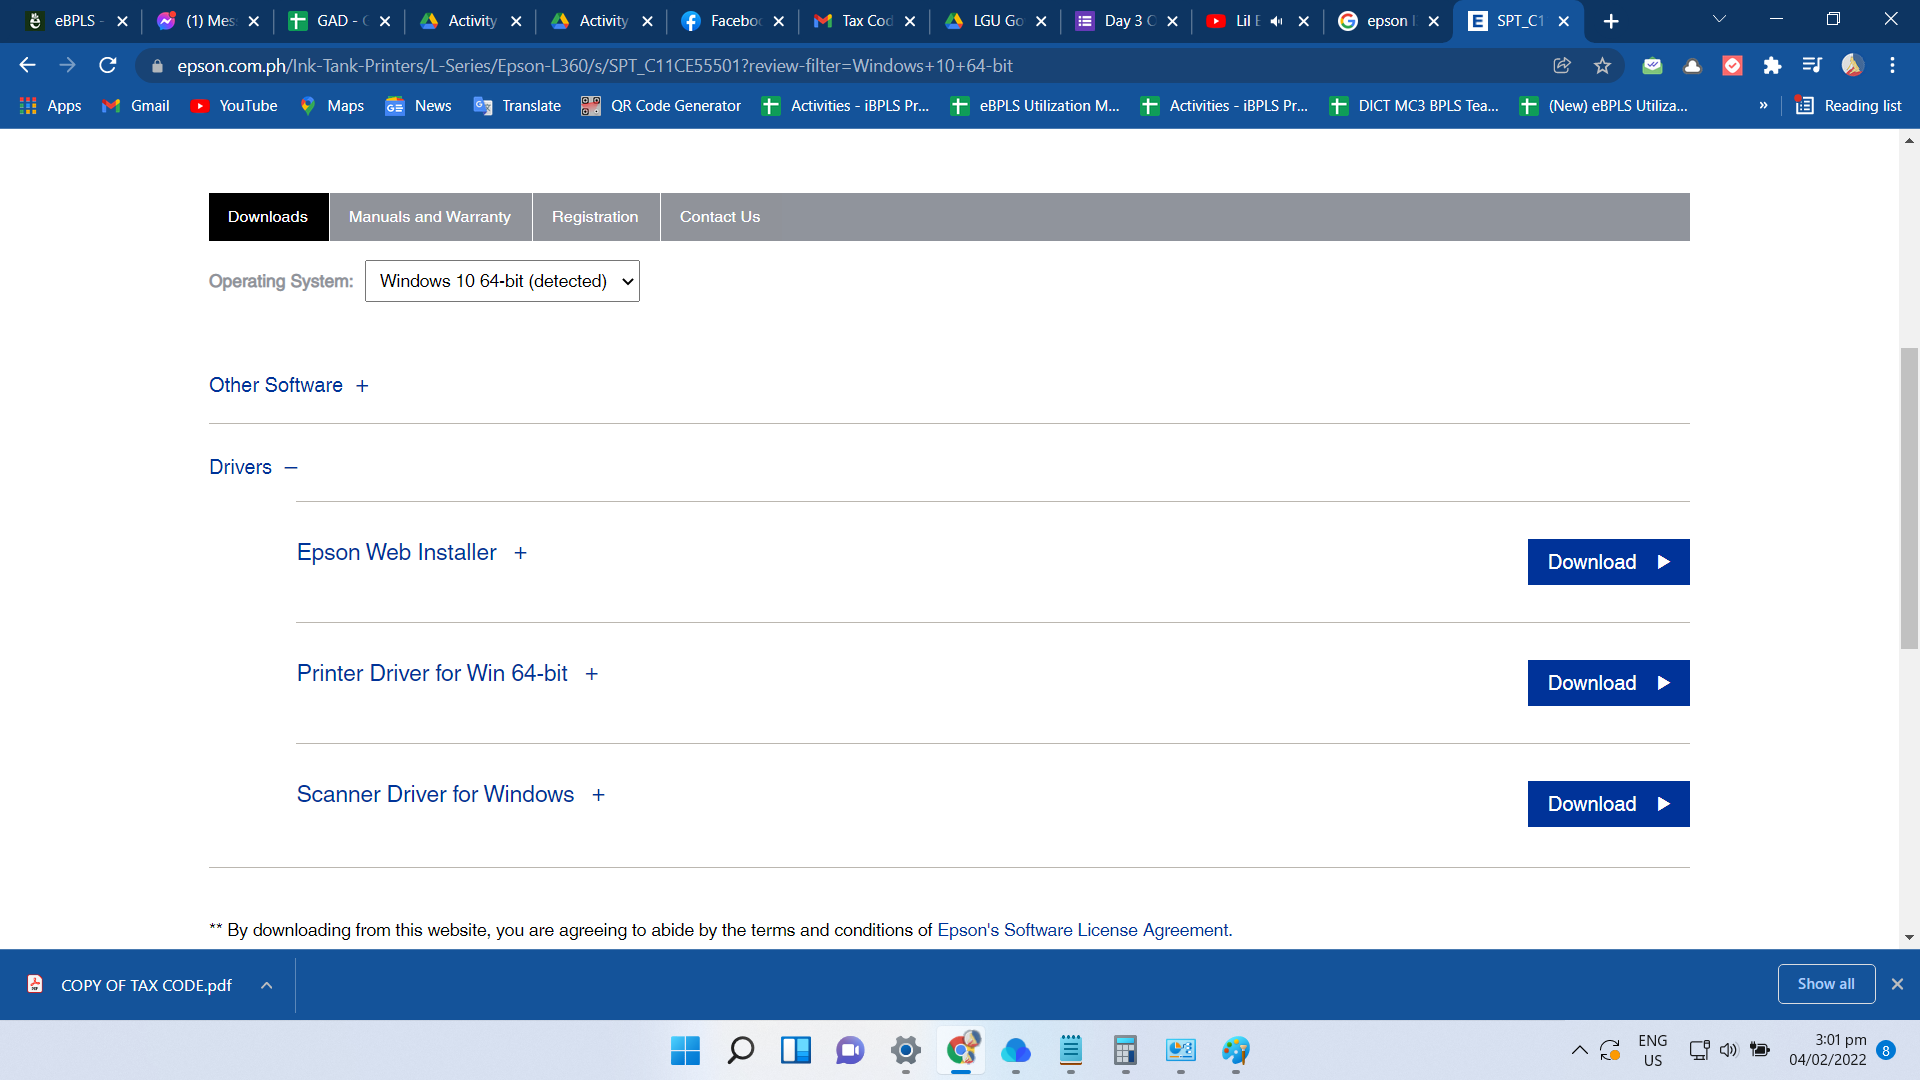 eBPLS -
(1) Mes
GAD - 
Activity
Activity
Facebo
Tax Cod
LGU Go
Day 3
Lil
epson
SPT_C1
epson.com.ph/Ink-Tank-Printers/L-Series/Epson-L360/s/SPT_C11CE55501?review-filter=Windows+10+64-bit
Apps
Gmail
YouTube
Maps
News
Translate
QR Code Generator
Activities - iBPLS Pr...
eBPLS Utilization M...
Activities - iBPLS Pr...
DICT MC3 BPLS Tea...
(New) eBPLS Utiliza...
»
Reading list
Downloads
Manuals and Warranty
Registration
Contact Us
Operating System:
Windows 10 64-bit (detected)
Other Software +
Drivers –
Epson Web Installer +
Download
Printer Driver for Win 64-bit +
Download
Scanner Driver for Windows +
Download
** By downloading from this website, you are agreeing to abide by the terms and conditions of Epson's Software License Agreement.
COPY OF TAX CODE.pdf
Show all
ENG
US
3:01 pm
04/02/2022
8